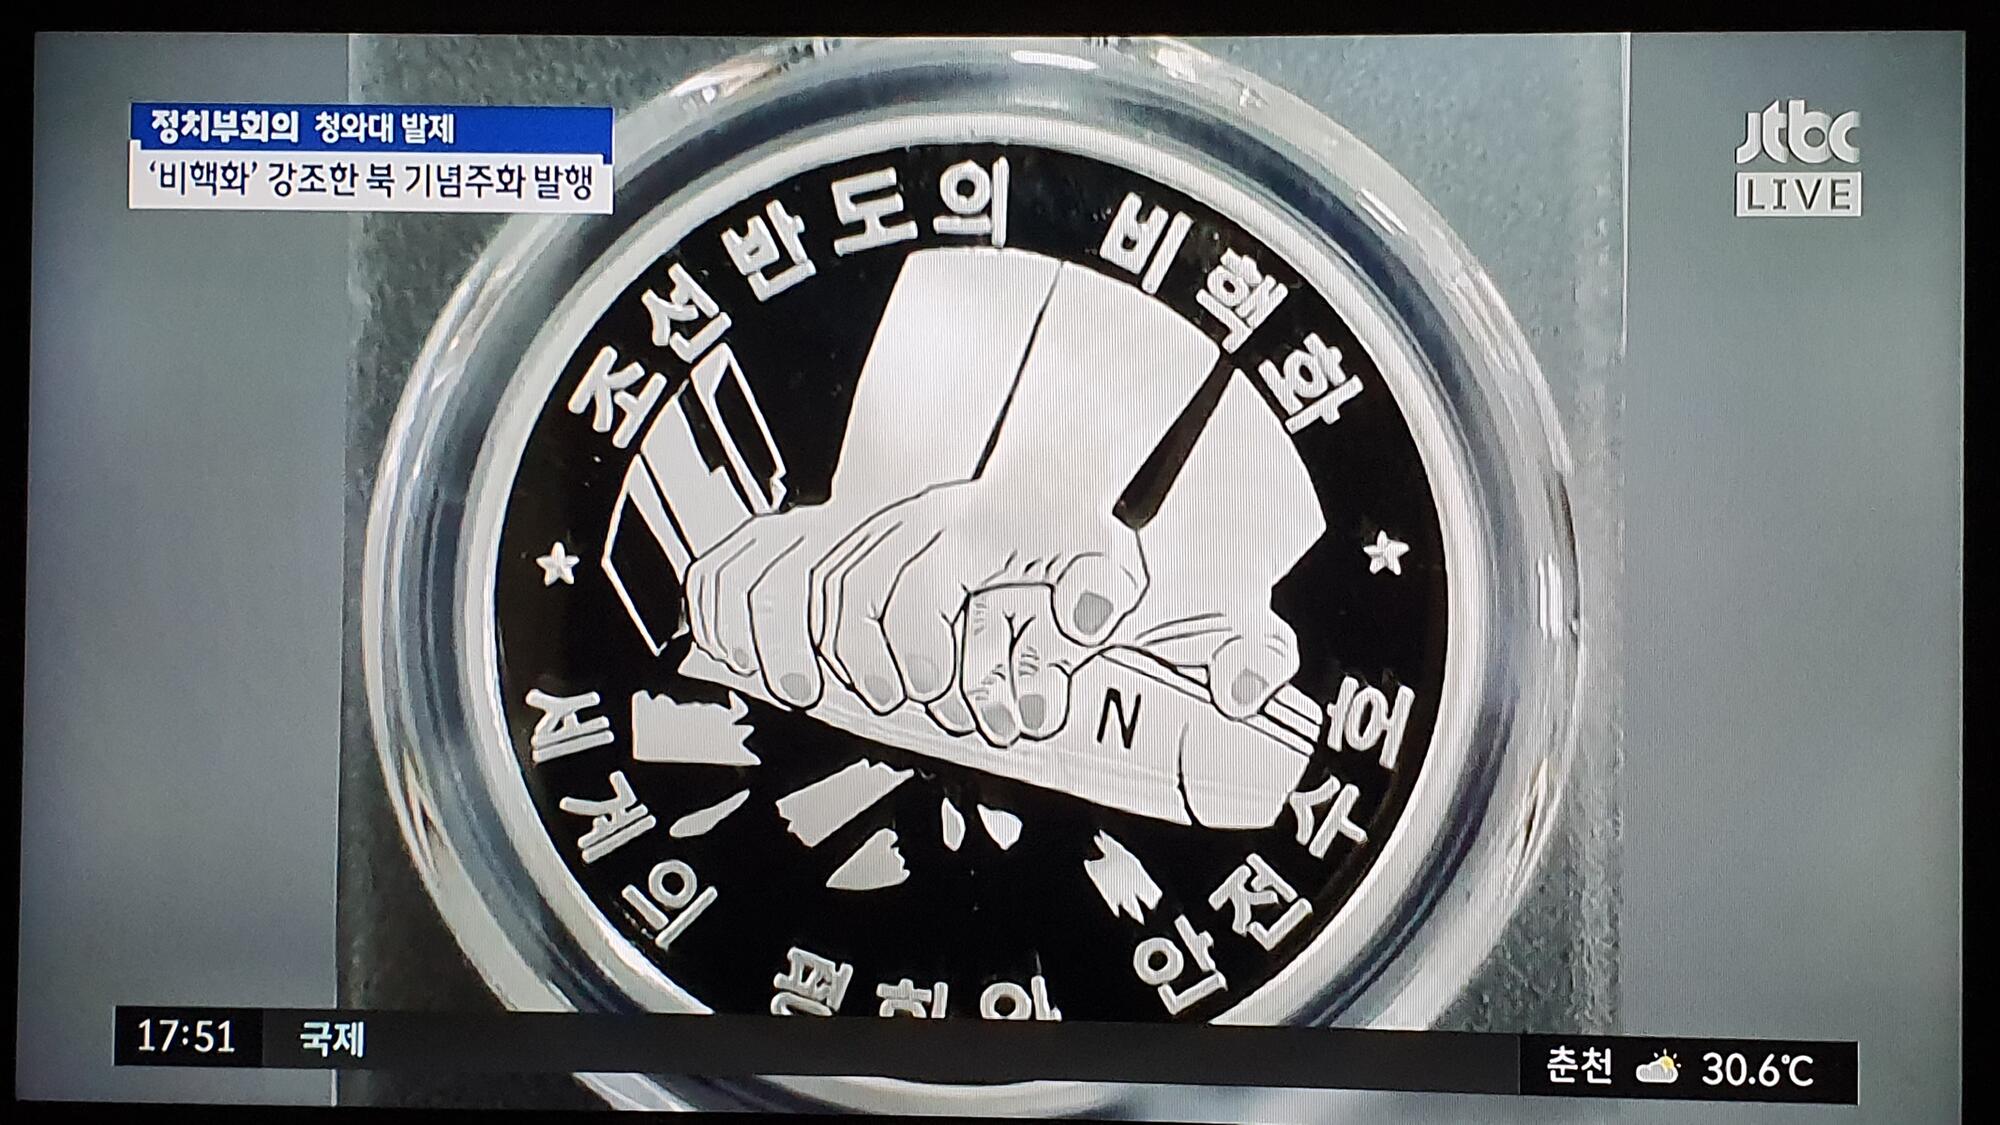 정치부회의 청와대 발제
'비핵화' 강조한 북 기념주화 발행
jtbc
LIVE
조선반도의 비핵화
N
세계의 평화와 안전수호
17:51 국제
춘천 30.6℃